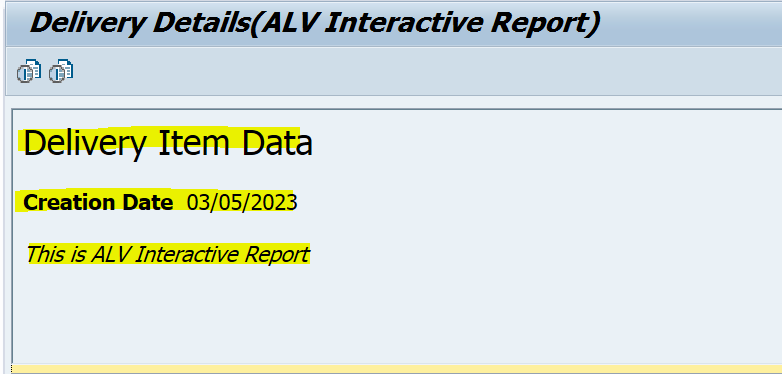 Delivery Details(ALV Interactive Report)
Delivery Item Data
Creation Date 03/05/2023
This is ALV Interactive Report